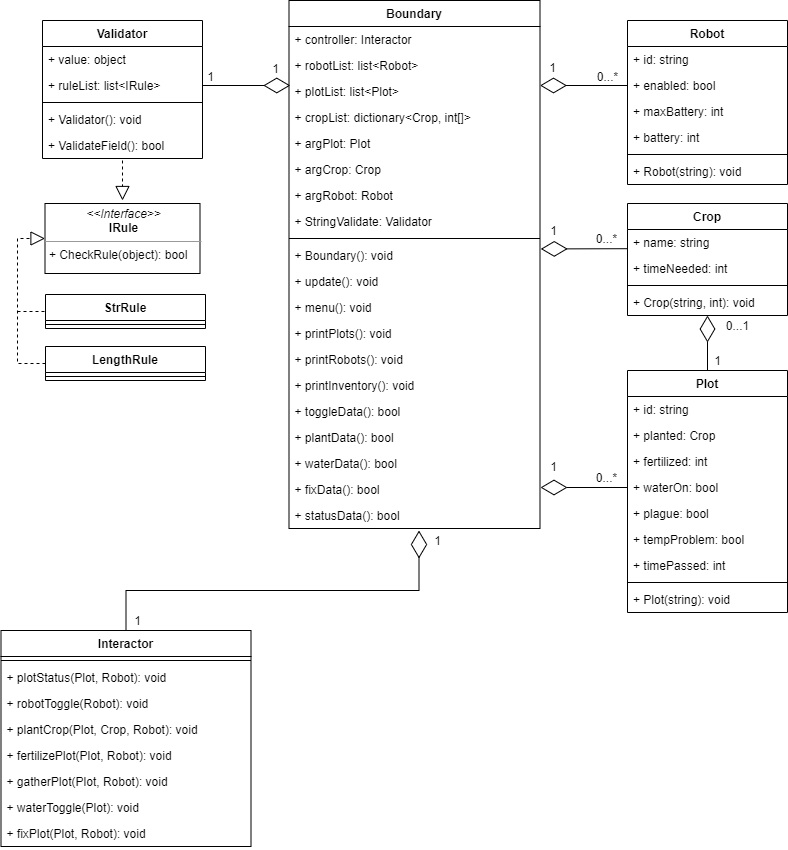 Validator
+ value: object
+ ruleList: list<IRule>
+ Validator(): void
+ ValidateField(): bool
1
1
<<Interface>>
IRule
+ CheckRule(object): bool
StrRule
LengthRule
Boundary
+ controller: Interactor
+ robotList: list<Robot>
+ plotList: list<Plot>
+ cropList: dictionary<Crop, int[]>
+ argPlot: Plot
+ argCrop: Crop
+ argRobot: Robot
+ StringValidate: Validator
+ Boundary(): void
+ update(): void
+ menu(): void
+ printPlots(): void
+ printRobots(): void
+ printInventory(): void
+ toggleData(): bool
+ plantData(): bool
+ waterData(): bool
+ fixData(): bool
+ statusData(): bool
1
0...*
Robot
+ id: string
+ enabled: bool
+ maxBattery: int
+ battery: int
+ Robot(string): void
1
0...*
Crop
+ name: string
+ timeNeeded: int
+ Crop(string, int): void
0...1
1
1
0...*
Plot
+ id: string
+ planted: Crop
+ fertilized: int
+ waterOn: bool
+ plague: bool
+ tempProblem: bool
+ timePassed: int
+ Plot(string): void
1
1
Interactor
+ plotStatus(Plot, Robot): void
+ robotToggle(Robot): void
+ plantCrop(Plot, Crop, Robot): void
+ fertilizePlot(Plot, Robot): void
+ gatherPlot(Plot, Robot): void
+ waterToggle(Plot): void
+ fixPlot(Plot, Robot): void